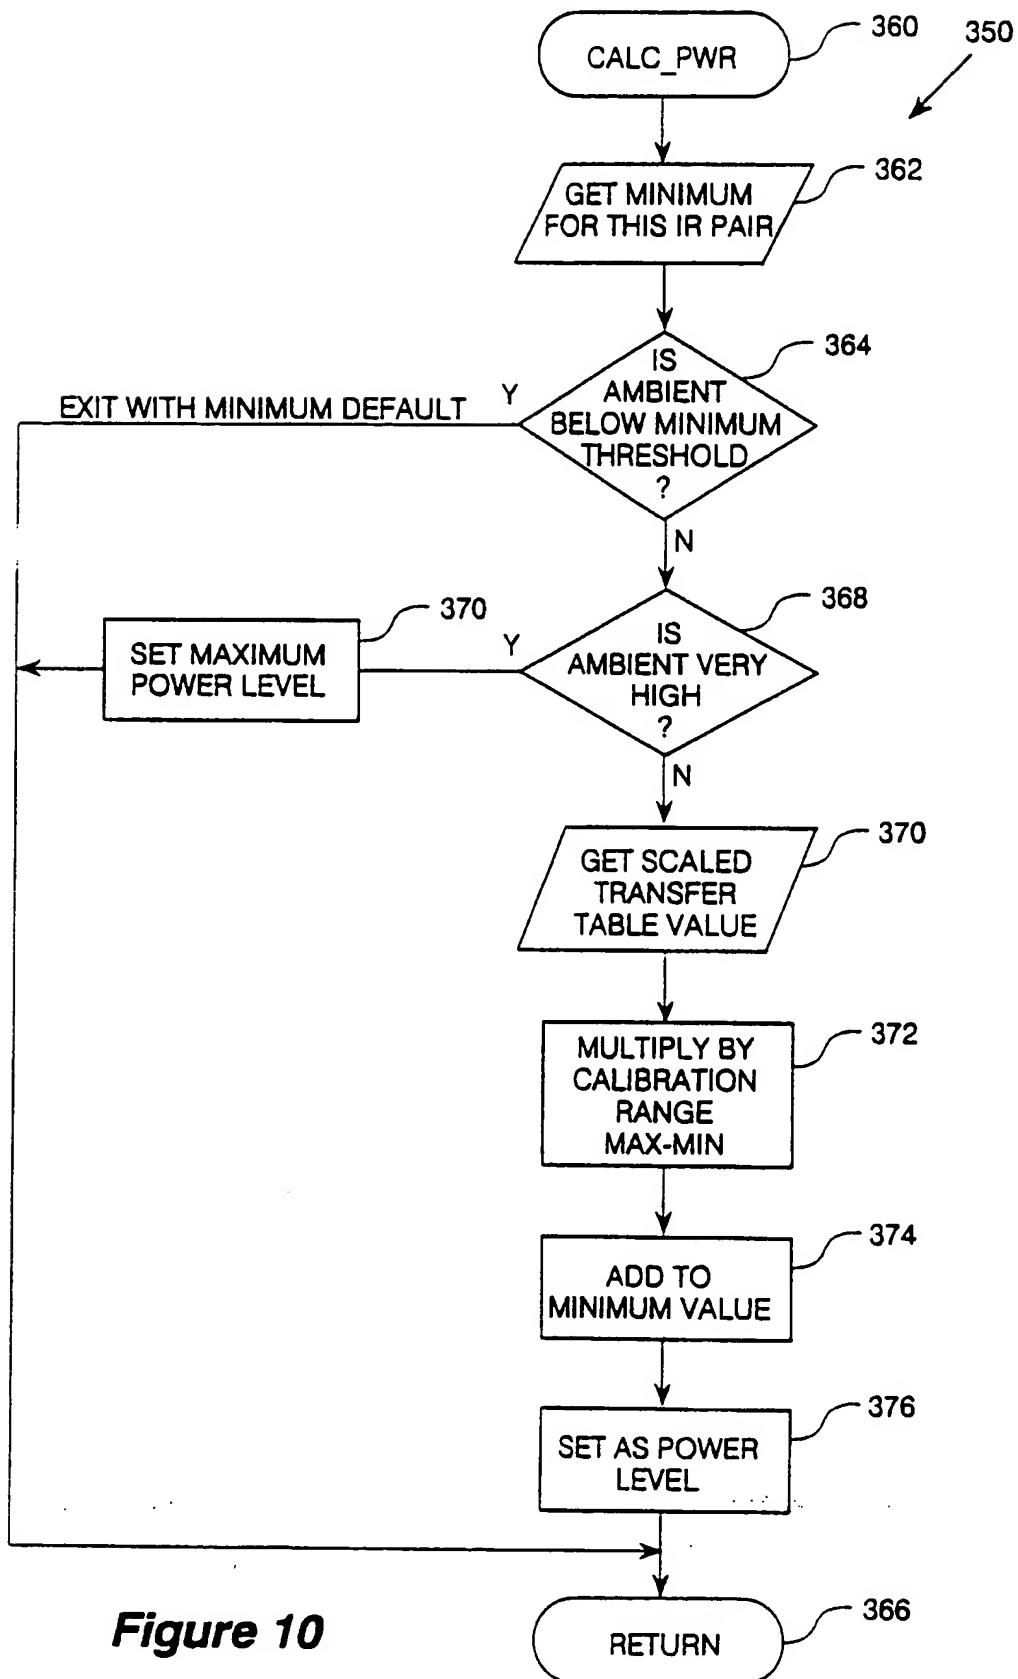 360
350
CALC_PWR
362
GET MINIMUM
FOR THIS IR PAIR
364
IS
AMBIENT
BELOW MINIMUM
THRESHOLD
?
Y
EXIT WITH MINIMUM DEFAULT
N
368
IS
AMBIENT VERY
HIGH
?
Y
370
SET MAXIMUM
POWER LEVEL
N
370
GET SCALED
TRANSFER
TABLE VALUE
372
MULTIPLY BY
CALIBRATION
RANGE
MAX-MIN
374
ADD TO
MINIMUM VALUE
376
SET AS POWER
LEVEL
366
RETURN
Figure 10